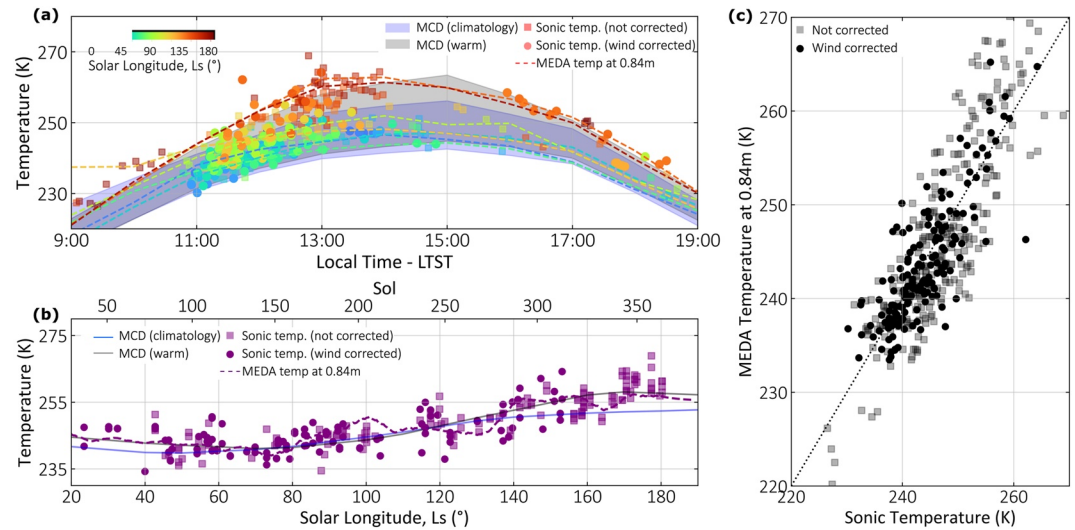 (a)
Temperature (K)
270
250
230
0 45 90 135 180
Solar Longitude, Ls (°)
MCD (climatology)
MCD (warm)
Sonic temp. (not corrected)
Sonic temp. (wind corrected)
MEDA temp at 0.84m
9:00 11:00 13:00 15:00 17:00 19:00
Local Time - LTST
Sol
50 100 150 200 250 300 350
(b)
Temperature (K)
275
255
235
MCD (climatology)
MCD (warm)
Sonic temp. (not corrected)
Sonic temp. (wind corrected)
MEDA temp at 0.84m
20 40 60 80 100 120 140 160 180
Solar Longitude, Ls (°)
(c)
MEDA Temperature at 0.84m (K)
270
260
250
240
230
220
Not corrected
Wind corrected
220 240 260
Sonic Temperature (K)